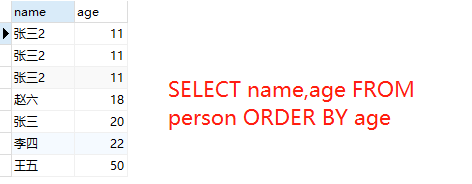 name age
张三2 11
张三2 11
张三2 11
赵六 18
张三 20
李四 22
王五 50
SELECT name,age FROM
person ORDER BY age